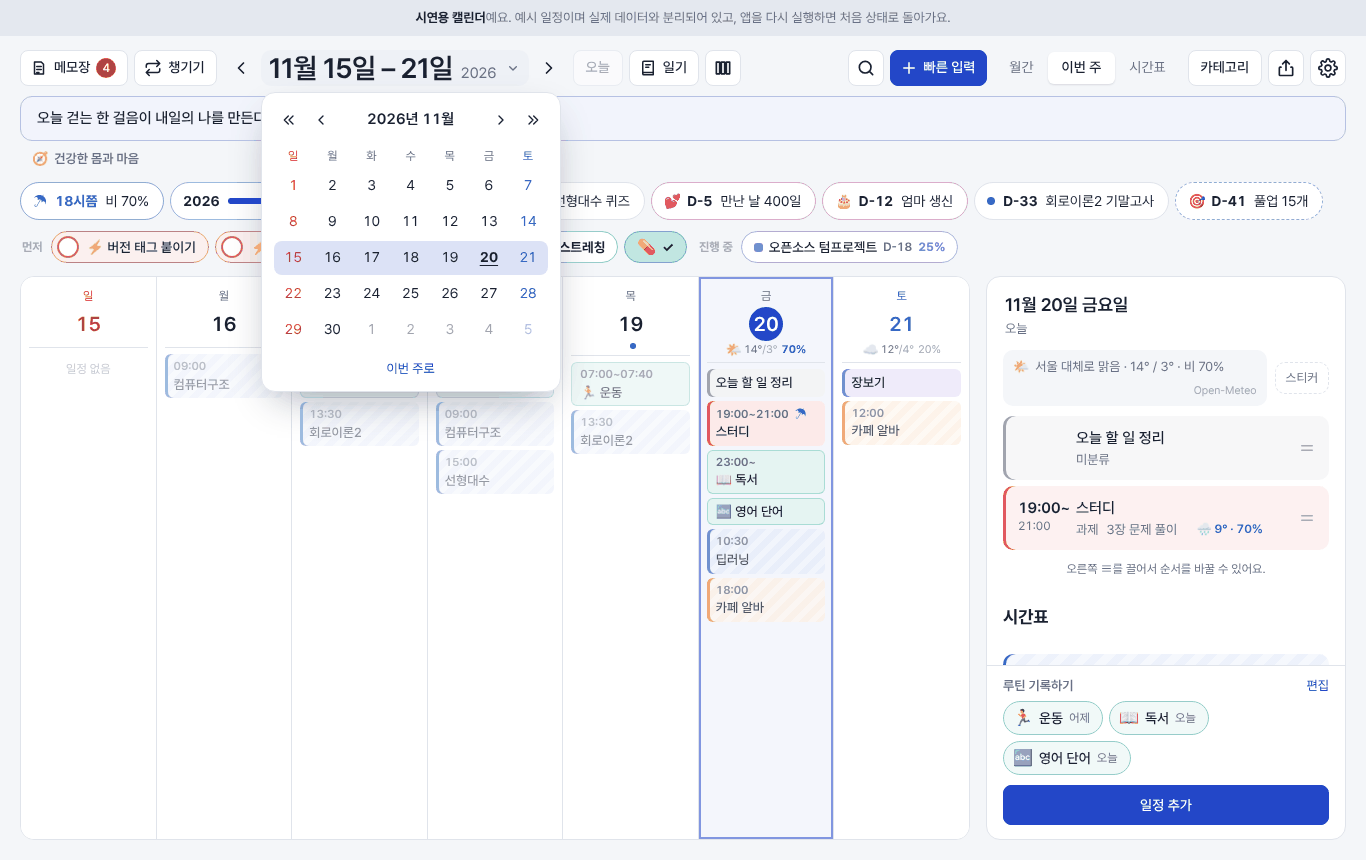 시연용 캘린더예요. 예시 일정이며 실제 데이터와 분리되어 있고, 앱을 다시 실행하면 처음 상태로 돌아가요.
메모장 4 챙기기 11월 15일 – 21일 2026 오늘 일기 빠른 입력 월간 이번 주 시간표 카테고리
오늘 걷는 한 걸음이 내일의 나를 만든다
🧭 건강한 몸과 마음
18시쯤 비 70% 2026 선형대수 퀴즈 D-5 만난 날 400일 D-12 엄마 생신 D-33 회로이론2 기말고사 D-41 풀업 15개
먼저 ⚡ 버전 태그 붙이기 스트레칭 진행 중 오픈소스 텀프로젝트 D-18 25%
2026년 11월
일 월 화 수 목 금 토
1 2 3 4 5 6 7
8 9 10 11 12 13 14
15 16 17 18 19 20 21
22 23 24 25 26 27 28
29 30 1 2 3 4 5
이번 주로
일
15
일정 없음
월
16
09:00
컴퓨터구조
13:30
회로이론2
09:00
컴퓨터구조
15:00
선형대수
목
19
07:00~07:40
🏃 운동
13:30
회로이론2
금
20
14°/3° 70%
오늘 할 일 정리
19:00~21:00
스터디
23:00~
📖 독서
🔤 영어 단어
10:30
딥러닝
18:00
카페 알바
토
21
12°/4° 20%
장보기
12:00
카페 알바
11월 20일 금요일
오늘
서울 대체로 맑음 · 14° / 3° · 비 70%
Open-Meteo
스티커
오늘 할 일 정리
미분류
19:00~ 스터디
21:00 과제 3장 문제 풀이 9° · 70%
오른쪽 ≡를 끌어서 순서를 바꿀 수 있어요.
시간표
루틴 기록하기 편집
🏃 운동 어제 📖 독서 오늘
🔤 영어 단어 오늘
일정 추가